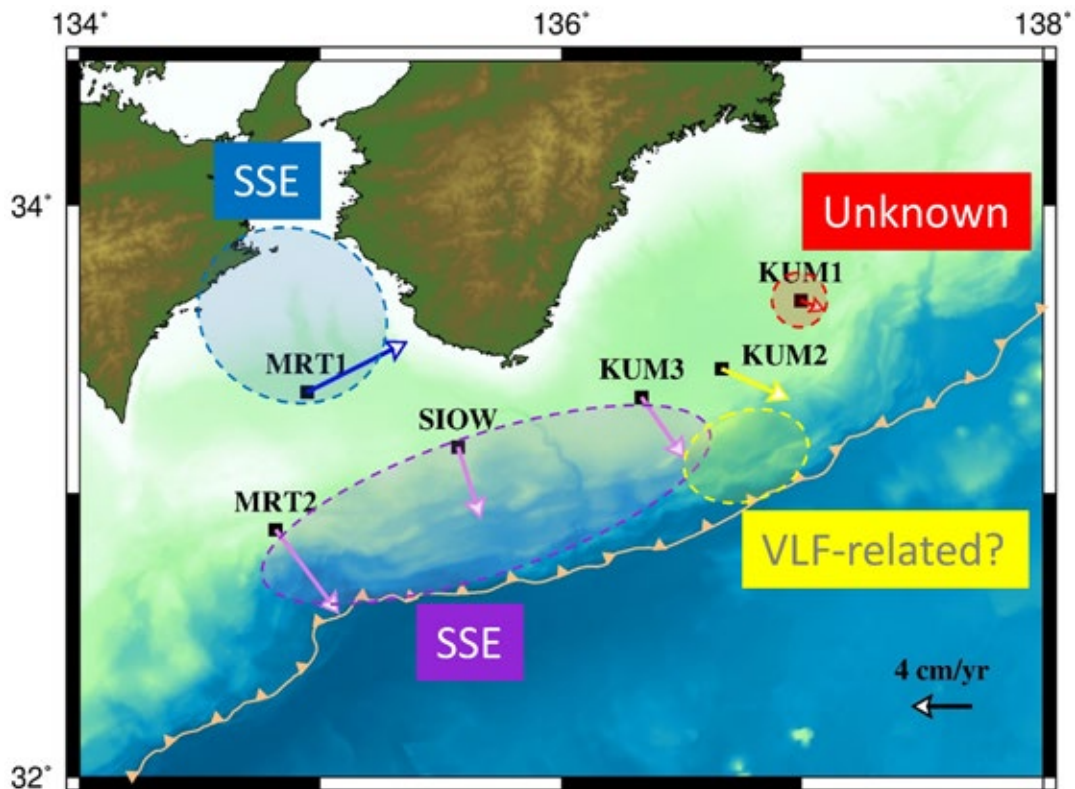 134° 136° 138°
SSE
34°
Unknown
KUM1
MRT1
KUM3 KUM2
SIOW
MRT2
VLF-related?
SSE
4 cm/yr
32°